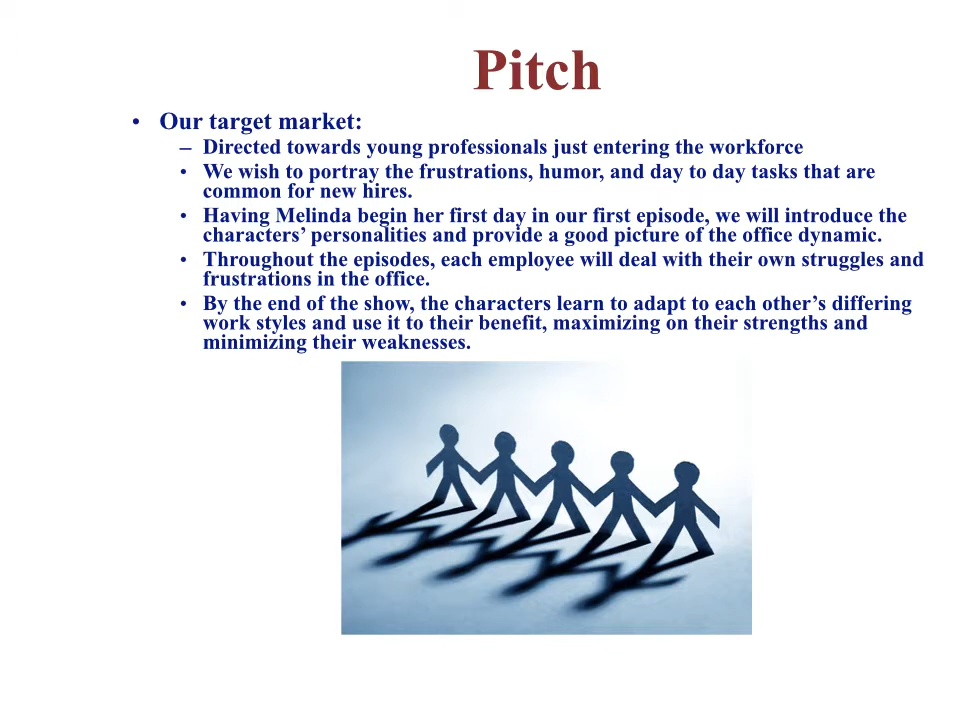 Pitch
• Our target market:
– Directed towards young professionals just entering the workforce
• We wish to portray the frustrations, humor, and day to day tasks that are
common for new hires.
• Having Melinda begin her first day in our first episode, we will introduce the
characters’ personalities and provide a good picture of the office dynamic.
• Throughout the episodes, each employee will deal with their own struggles and
frustrations in the office.
• By the end of the show, the characters learn to adapt to each other’s differing
work styles and use it to their benefit, maximizing on their strengths and
minimizing their weaknesses.